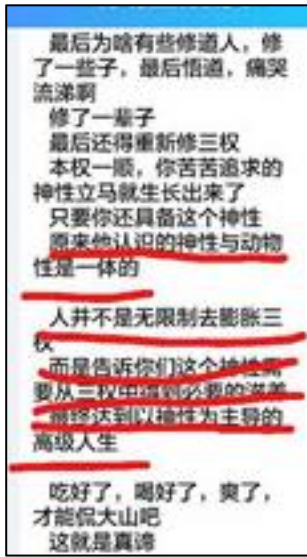 最后为啥有些修道人，修
了一些子，最后悟道，痛哭
流涕啊
修了一辈子
最后还得重新修三权
本权一顺，你苦苦追求的
神性立马就生长出来了
只要你还具备这个神性
原来他认识的神性与动物
性是一体的
人并不是无限制去膨胀三
权
而是告诉你们这个神性需
要从三权中得到必要的滋养
最终达到以神性为主导的
高级人生
吃好了，喝好了，爽了，
才能侃大山吧
这就是真谛